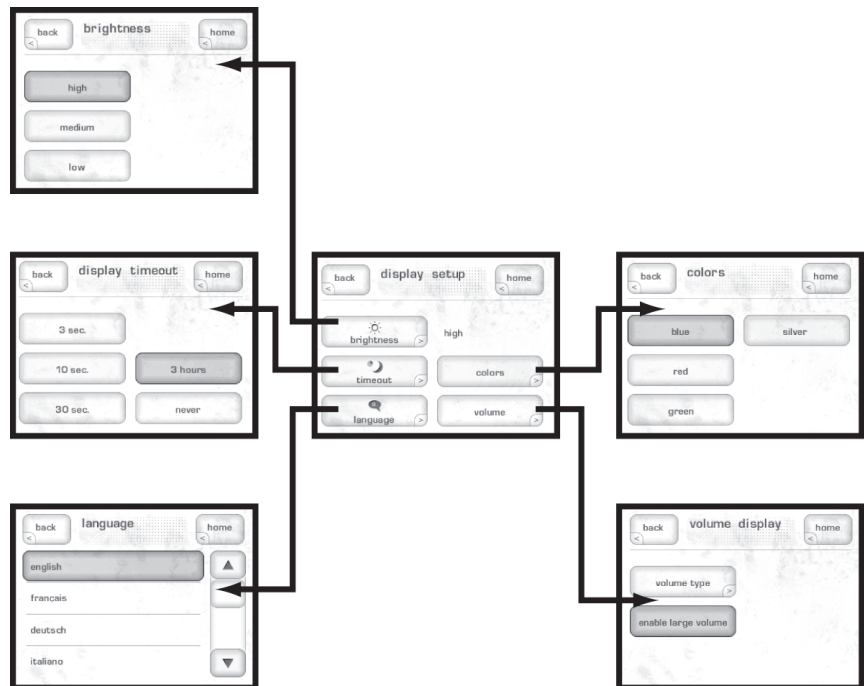 back
brightness
home
high
medium
low
back
display timeout
home
3 sec.
10 sec.
3 hours
30 sec.
never
back
display setup
home
brightness
high
timeout
colors
language
volume
back
colors
home
blue
silver
red
green
back
language
home
english
francais
deutsch
italiano
back
volume display
home
volume type
enable large volume